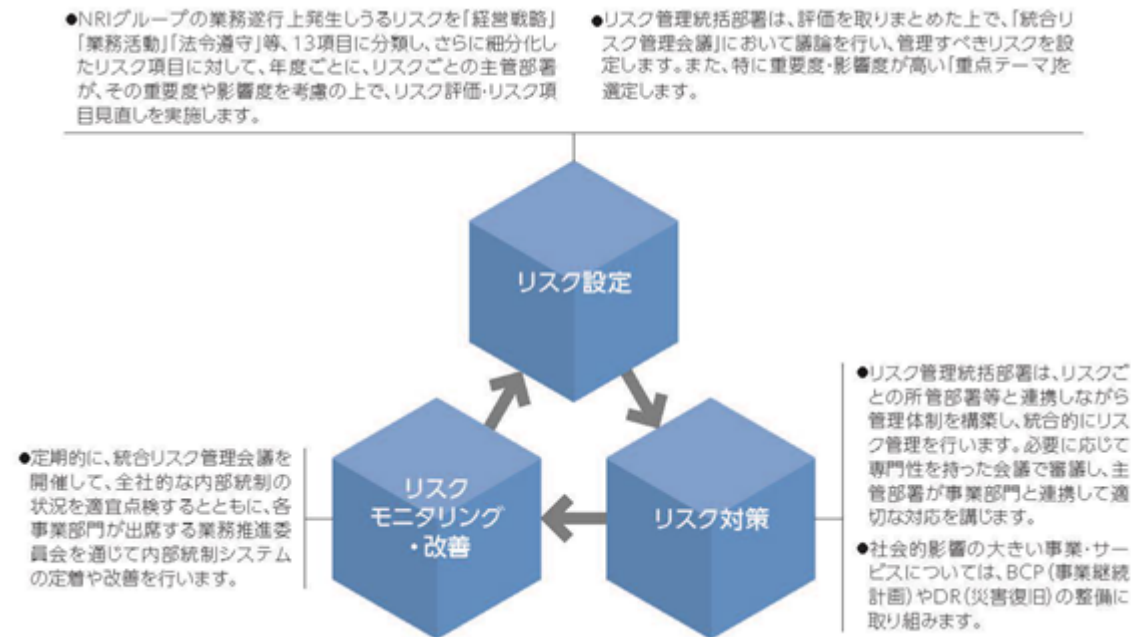 ●NRIグループの業務遂行上発生しうるリスクを「経営戦略」
「業務活動」「法令遵守」等、13項目に分類し、さらに細分化し
たリスク項目に対して、年度ごとに、リスクごとの主管部署
が、その重要度や影響度を考慮の上で、リスク評価・リスク項
目見直しを実施します。
●リスク管理統括部署は、評価を取りまとめた上で、「統合リ
スク管理会議」において議論を行い、管理すべきリスクを設
定します。また、特に重要度・影響度が高い「重点テーマ」を
選定します。
リスク設定
●リスク管理統括部署は、リスクご
との所管部署等と連携しながら
管理体制を構築し、統合的にリス
ク管理を行います。必要に応じて
専門性を持った会議で審議し、主
管部署が事業部門と連携して適
切な対応を講じます。
●社会的影響の大きい事業・サー
ビスについては、BCP(事業継続
計画)やDR(災害復旧)の整備に
取り組みます。
リスク対策
リスク
モニタリング
・改善
●定期的に、統合リスク管理会議を
開催して、全社的な内部統制の
状況を適宜点検するとともに、各
事業部門が出席する業務推進委
員会を通じて内部統制システム
の定着や改善を行います。